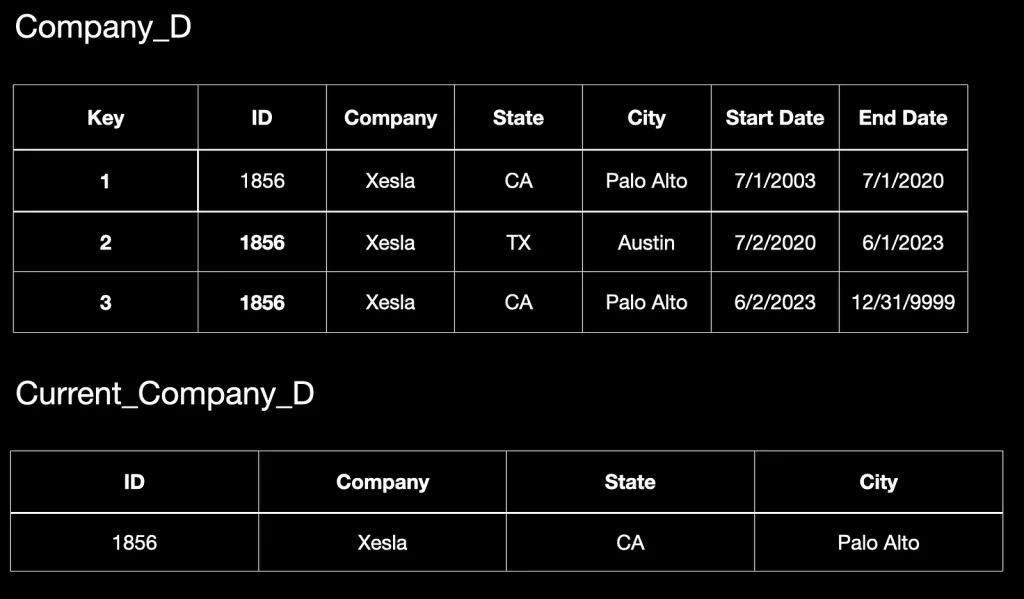 Company_D
Key ID Company State City Start Date End Date
1 1856 Xesla CA Palo Alto 7/1/2003 7/1/2020
2 1856 Xesla TX Austin 7/2/2020 6/1/2023
3 1856 Xesla CA Palo Alto 6/2/2023 12/31/9999
Current_Company_D
ID Company State City
1856 Xesla CA Palo Alto